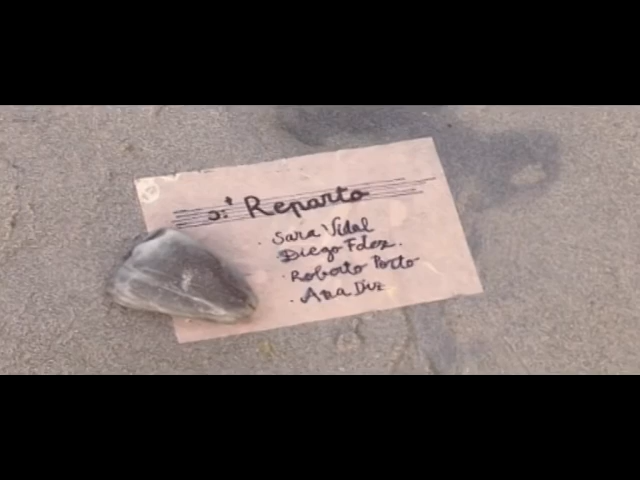 Reparto
· Sara Vidal
Diego Fdez.
· Roberto Porto
· Ana Diz